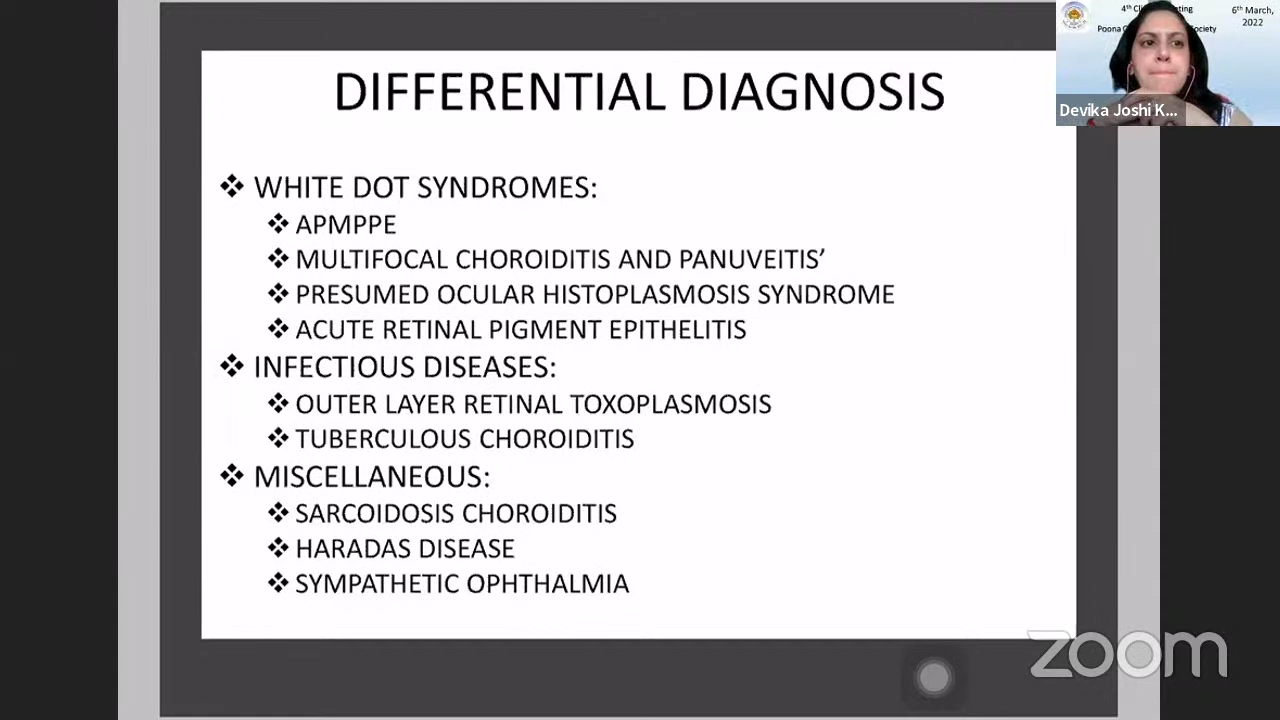 DIFFERENTIAL DIAGNOSIS
❖ WHITE DOT SYNDROMES:
❖ APMPPE
❖ MULTIFOCAL CHOROIDITIS AND PANUVEITIS’
❖ PRESUMED OCULAR HISTOPLASMOSIS SYNDROME
❖ ACUTE RETINAL PIGMENT EPITHELITIS
❖ INFECTIOUS DISEASES:
❖ OUTER LAYER RETINAL TOXOPLASMOSIS
❖ TUBERCULOUS CHOROIDITIS
❖ MISCELLANEOUS:
❖ SARCOIDOSIS CHOROIDITIS
❖ HARADAS DISEASE
❖ SYMPATHETIC OPHTHALMIA
4th
6th March,
2022
Poona
Devika Joshi K...
zoom